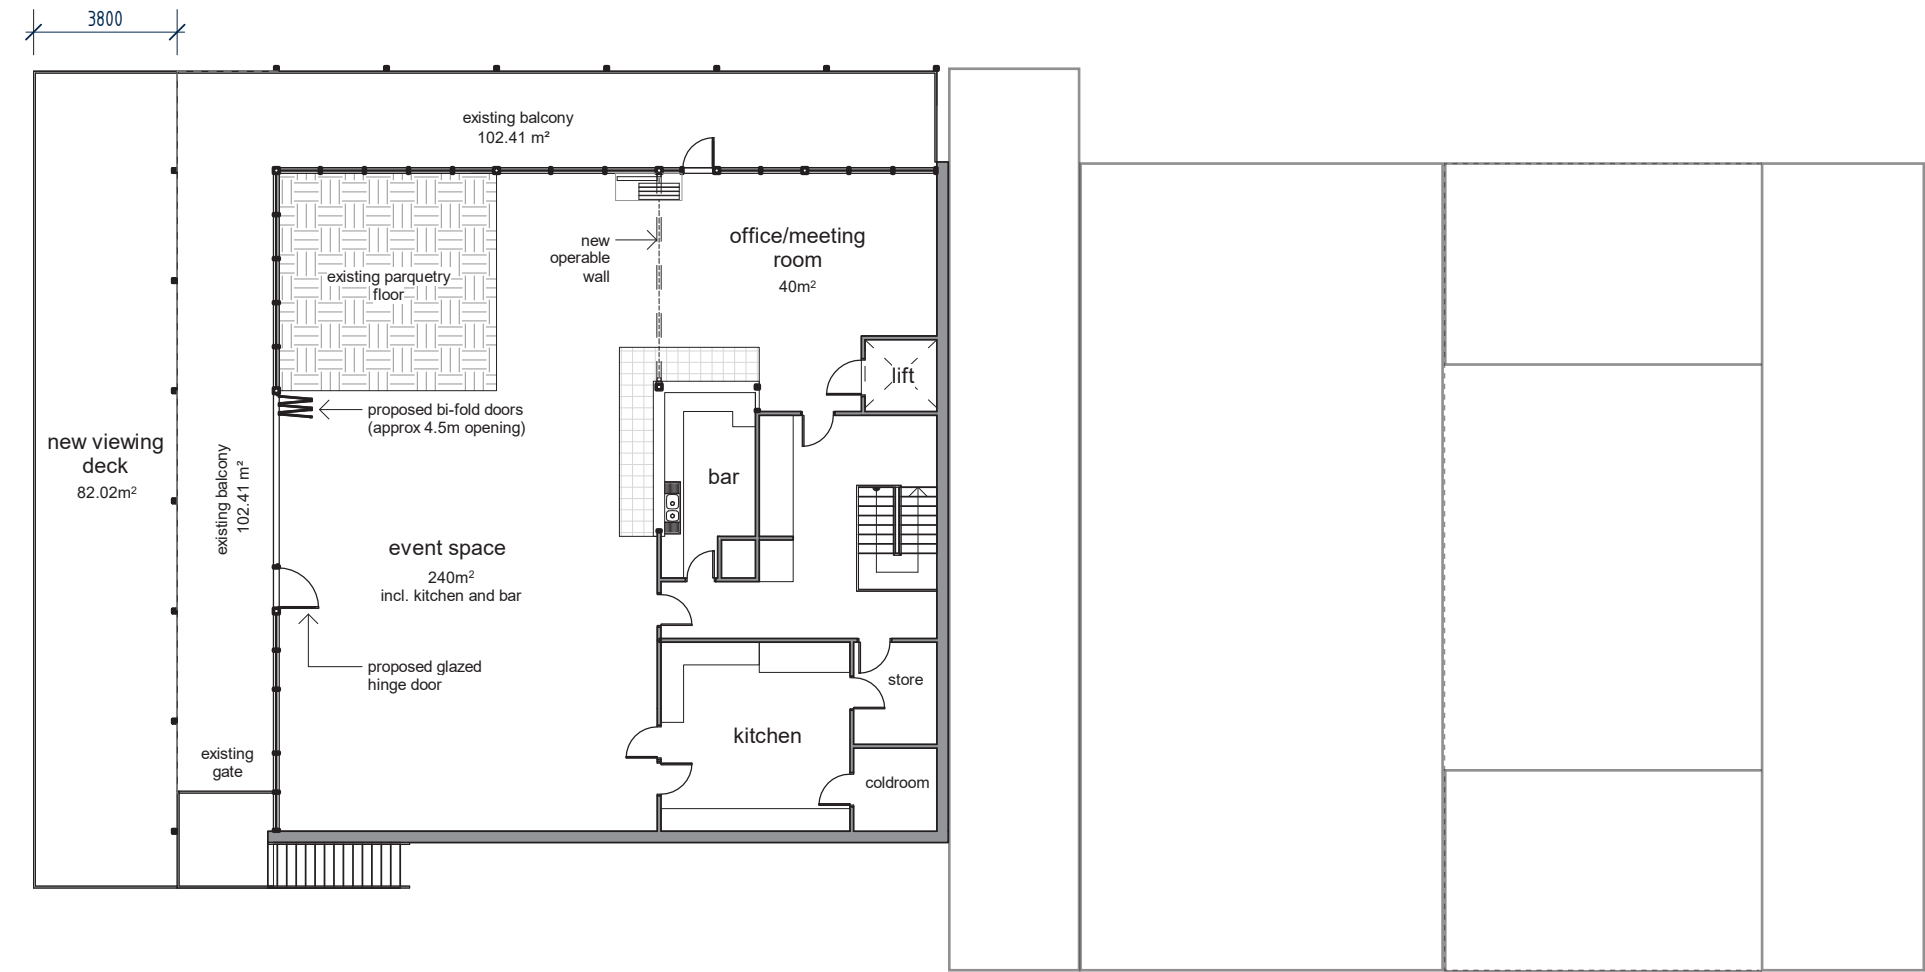 3800
existing balcony
102.41 m²
new
operable
wall
office/meeting
room
40m²
existing parquetry
floor
lift
proposed bi-fold doors
(approx 4.5m opening)
new viewing
deck
82.02m²
existing balcony
102.41 m²
bar
event space
240m²
incl. kitchen and bar
proposed glazed
hinge door
store
kitchen
existing
gate
coldroom